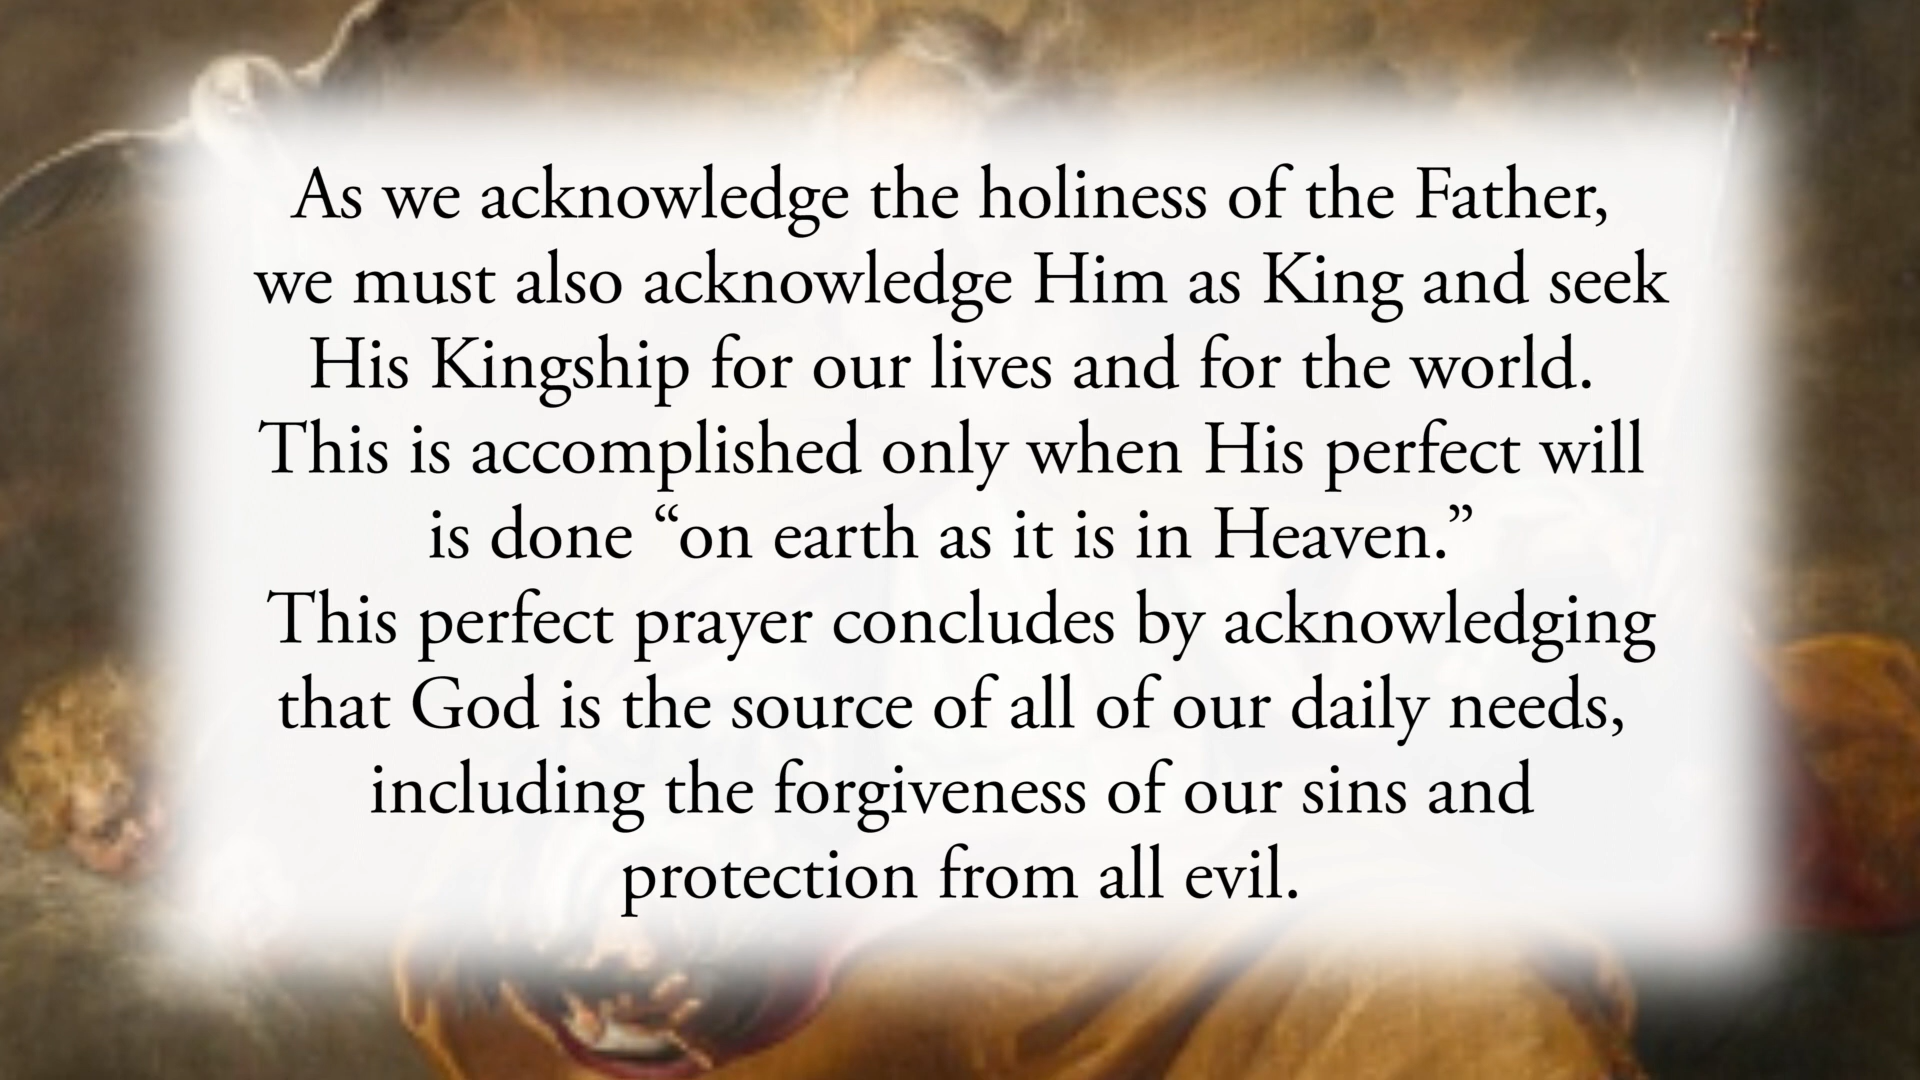 As we acknowledge the holiness of the Father,
we must also acknowledge Him as King and seek
His Kingship for our lives and for the world.
This is accomplished only when His perfect will
is done “on earth as it is in Heaven.”
This perfect prayer concludes by acknowledging
that God is the source of all of our daily needs,
including the forgiveness of our sins and
protection from all evil.